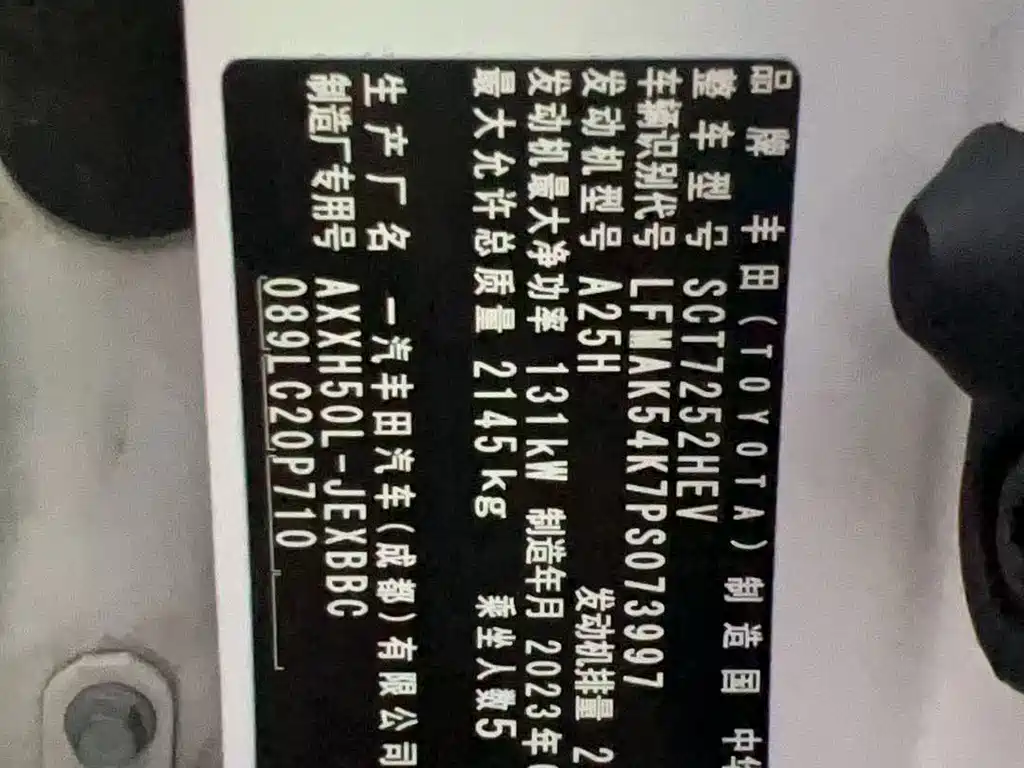 品牌 丰田(TOYOTA) 制造国 中华
整车型号 SCT7252HEV
车辆识别代号 LFMAK54K7PS073997
发动机型号 A25H 发动机排量 2
发动机最大净功率 131kW 制造年月 2023年
最大允许总质量 2145kg 乘坐人数 5
生产厂名 一汽丰田汽车(成都)有限公司
制造厂专用号 AXXH50L-JEXBBC
089LC20P710